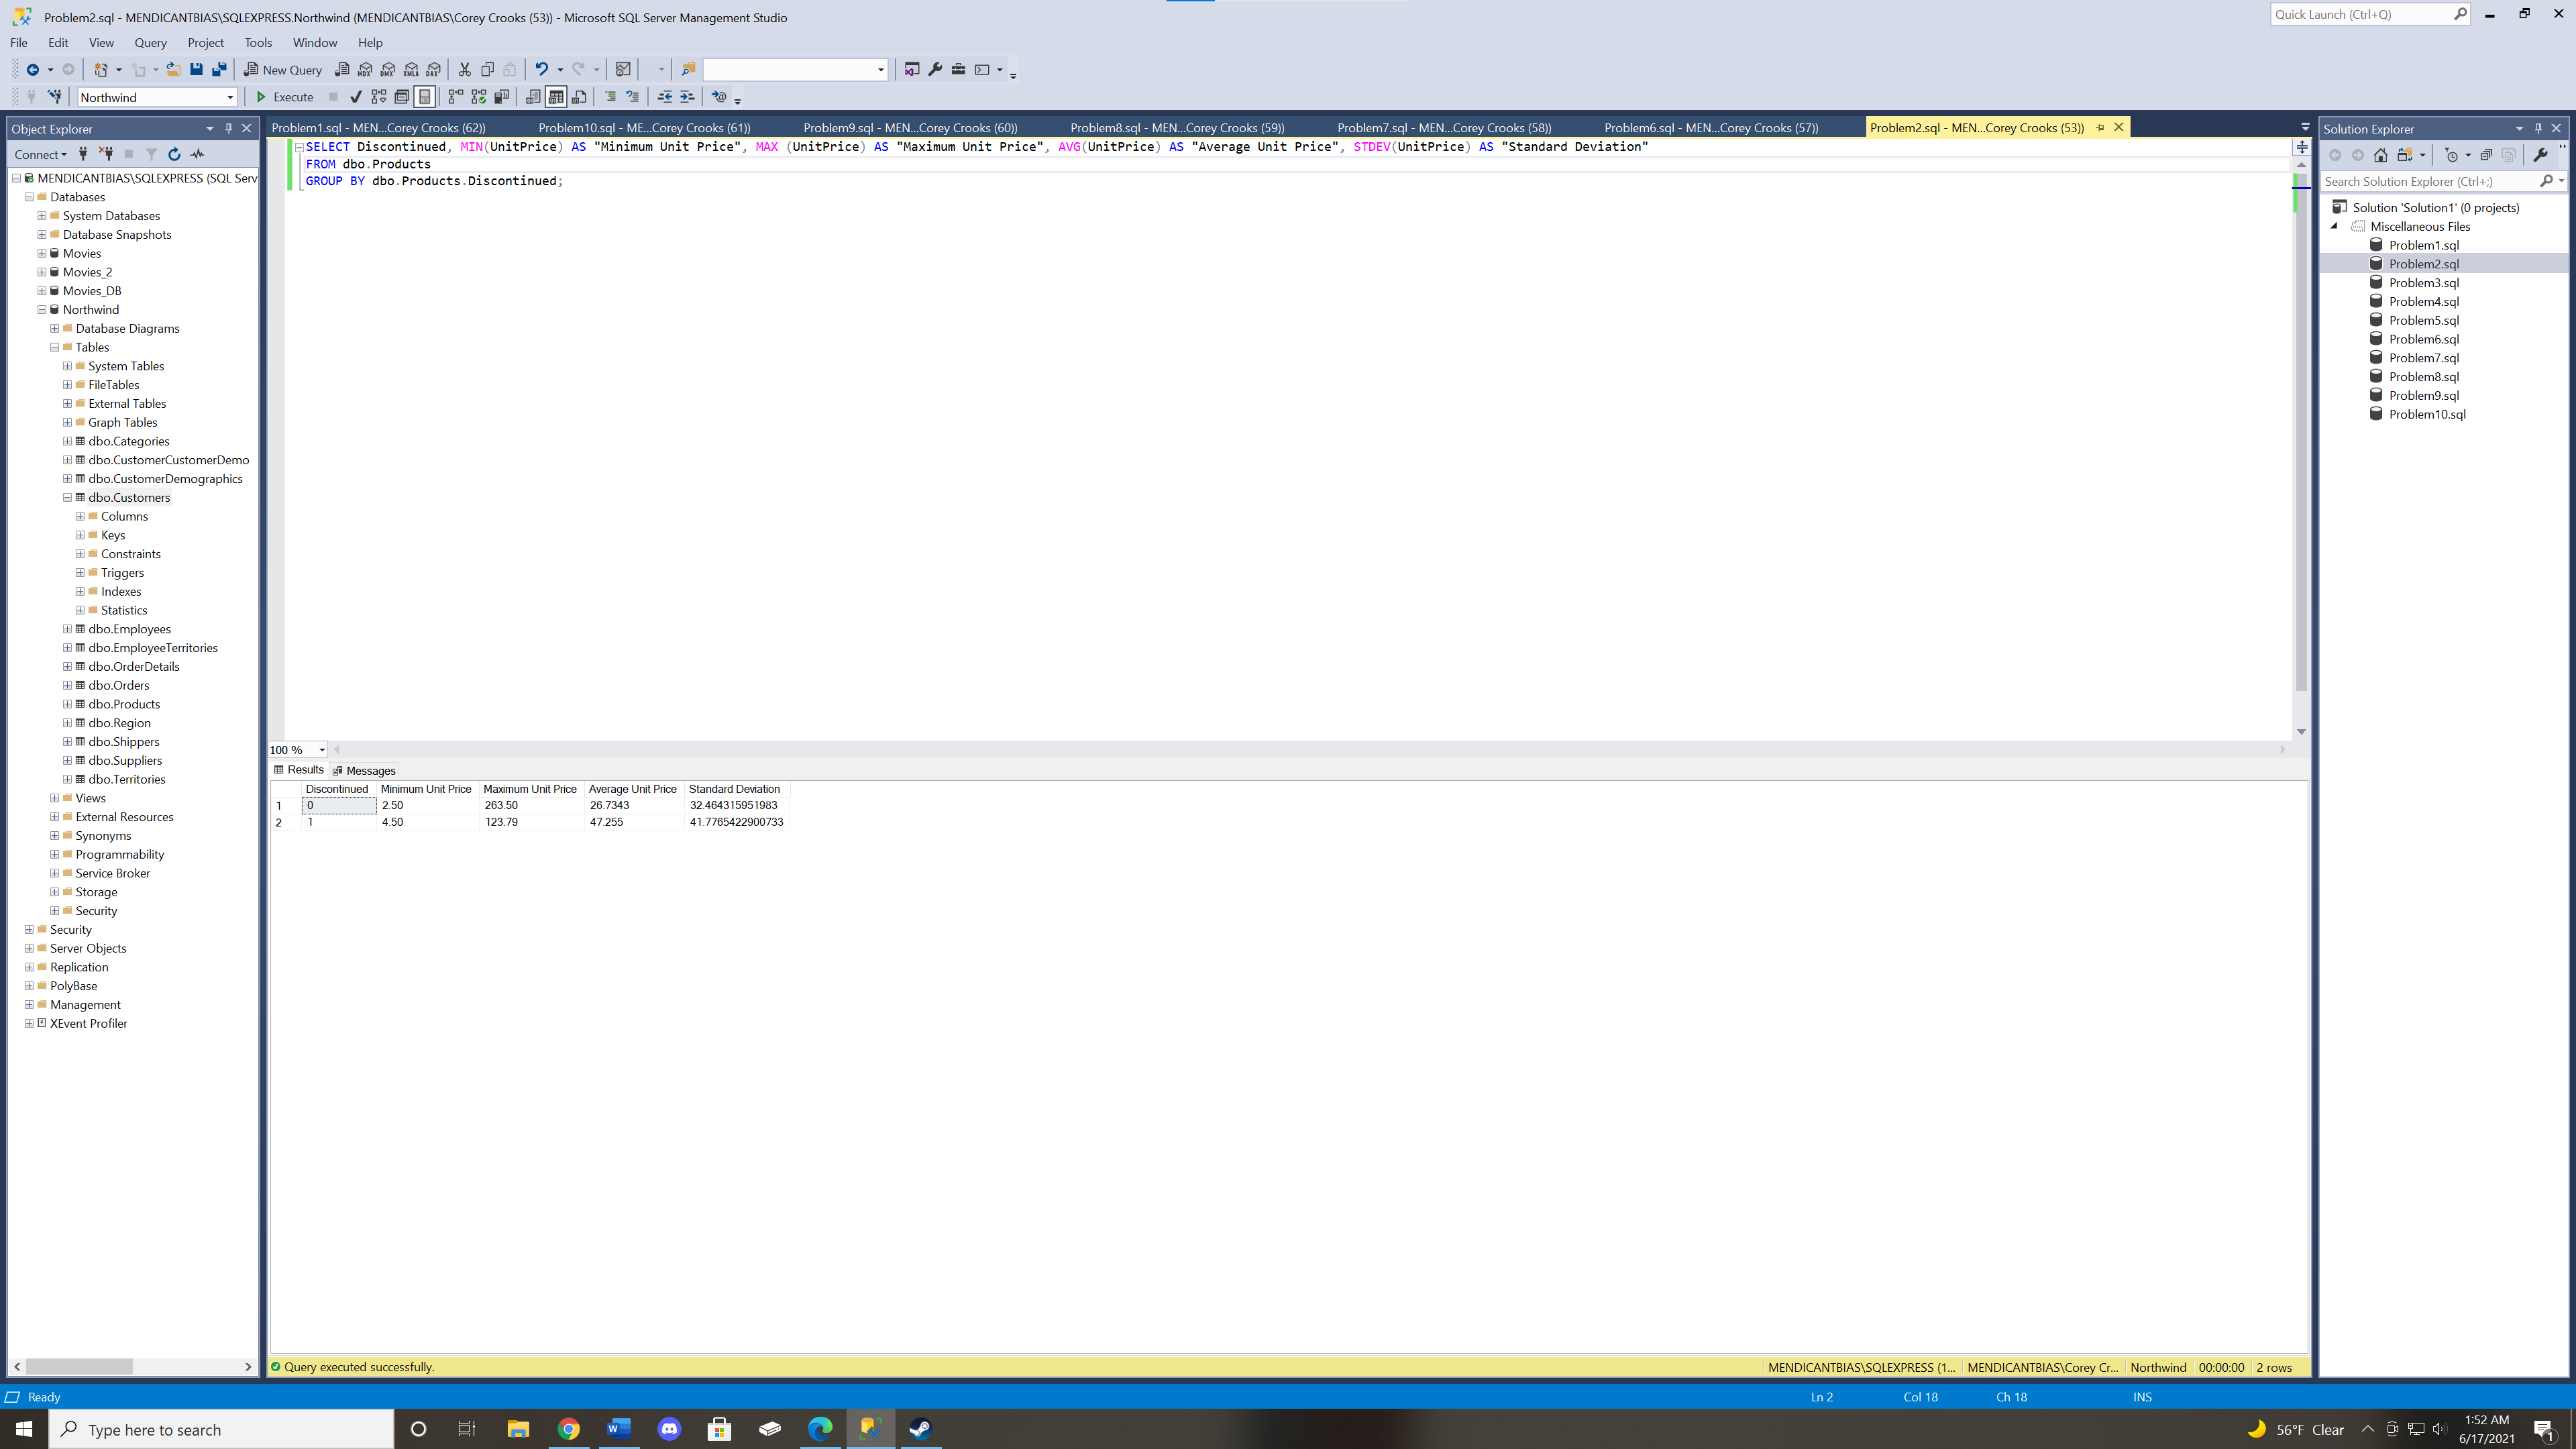 Problem2.sql - MENDICANTBIAS\SQLEXPRESS.Northwind (MENDICANTBIAS\Corey Crooks (53)) - Microsoft SQL Server Management Studio
Quick Launch (Ctrl+Q)
File Edit View Query Project Tools Window Help
New Query MDX DMX XMLA DAX
Northwind Execute
Object Explorer
Connect
MENDICANTBIAS\SQLEXPRESS (SQL Serv
Databases
System Databases
Database Snapshots
Movies
Movies_2
Movies_DB
Northwind
Database Diagrams
Tables
System Tables
FileTables
External Tables
Graph Tables
dbo.Categories
dbo.CustomerCustomerDemo
dbo.CustomerDemographics
dbo.Customers
Columns
Keys
Constraints
Triggers
Indexes
Statistics
dbo.Employees
dbo.EmployeeTerritories
dbo.OrderDetails
dbo.Orders
dbo.Products
dbo.Region
dbo.Shippers
dbo.Suppliers
dbo.Territories
Views
External Resources
Synonyms
Programmability
Service Broker
Storage
Security
Security
Server Objects
Replication
PolyBase
Management
XEvent Profiler
Problem1.sql - MEN...Corey Crooks (62)) Problem10.sql - ME...Corey Crooks (61)) Problem9.sql - MEN...Corey Crooks (60)) Problem8.sql - MEN...Corey Crooks (59)) Problem7.sql - MEN...Corey Crooks (58)) Problem6.sql - MEN...Corey Crooks (57)) Problem2.sql - MEN...Corey Crooks (53))
SELECT Discontinued, MIN(UnitPrice) AS "Minimum Unit Price", MAX (UnitPrice) AS "Maximum Unit Price", AVG(UnitPrice) AS "Average Unit Price", STDEV(UnitPrice) AS "Standard Deviation"
FROM dbo.Products
GROUP BY dbo.Products.Discontinued;
100 %
Results Messages
Discontinued Minimum Unit Price Maximum Unit Price Average Unit Price Standard Deviation
1 0 2.50 263.50 26.7343 32.464315951983
2 1 4.50 123.79 47.255 41.7765422900733
Query executed successfully. MENDICANTBIAS\SQLEXPRESS (1... MENDICANTBIAS\Corey Cr... Northwind 00:00:00 2 rows
Solution Explorer
Search Solution Explorer (Ctrl+;)
Solution 'Solution1' (0 projects)
Miscellaneous Files
Problem1.sql
Problem2.sql
Problem3.sql
Problem4.sql
Problem5.sql
Problem6.sql
Problem7.sql
Problem8.sql
Problem9.sql
Problem10.sql
Ready Ln 2 Col 18 Ch 18 INS
Type here to search
56°F Clear
1:52 AM
6/17/2021
1